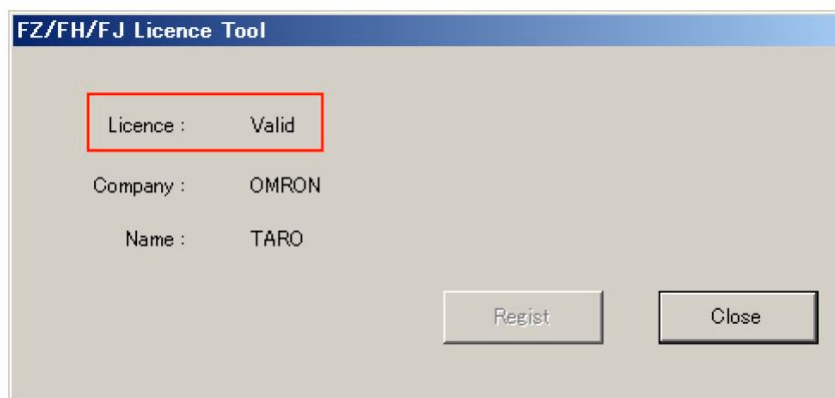 FZ/FH/FJ Licence Tool
Licence : Valid
Company : OMRON
Name : TARO
Regist Close